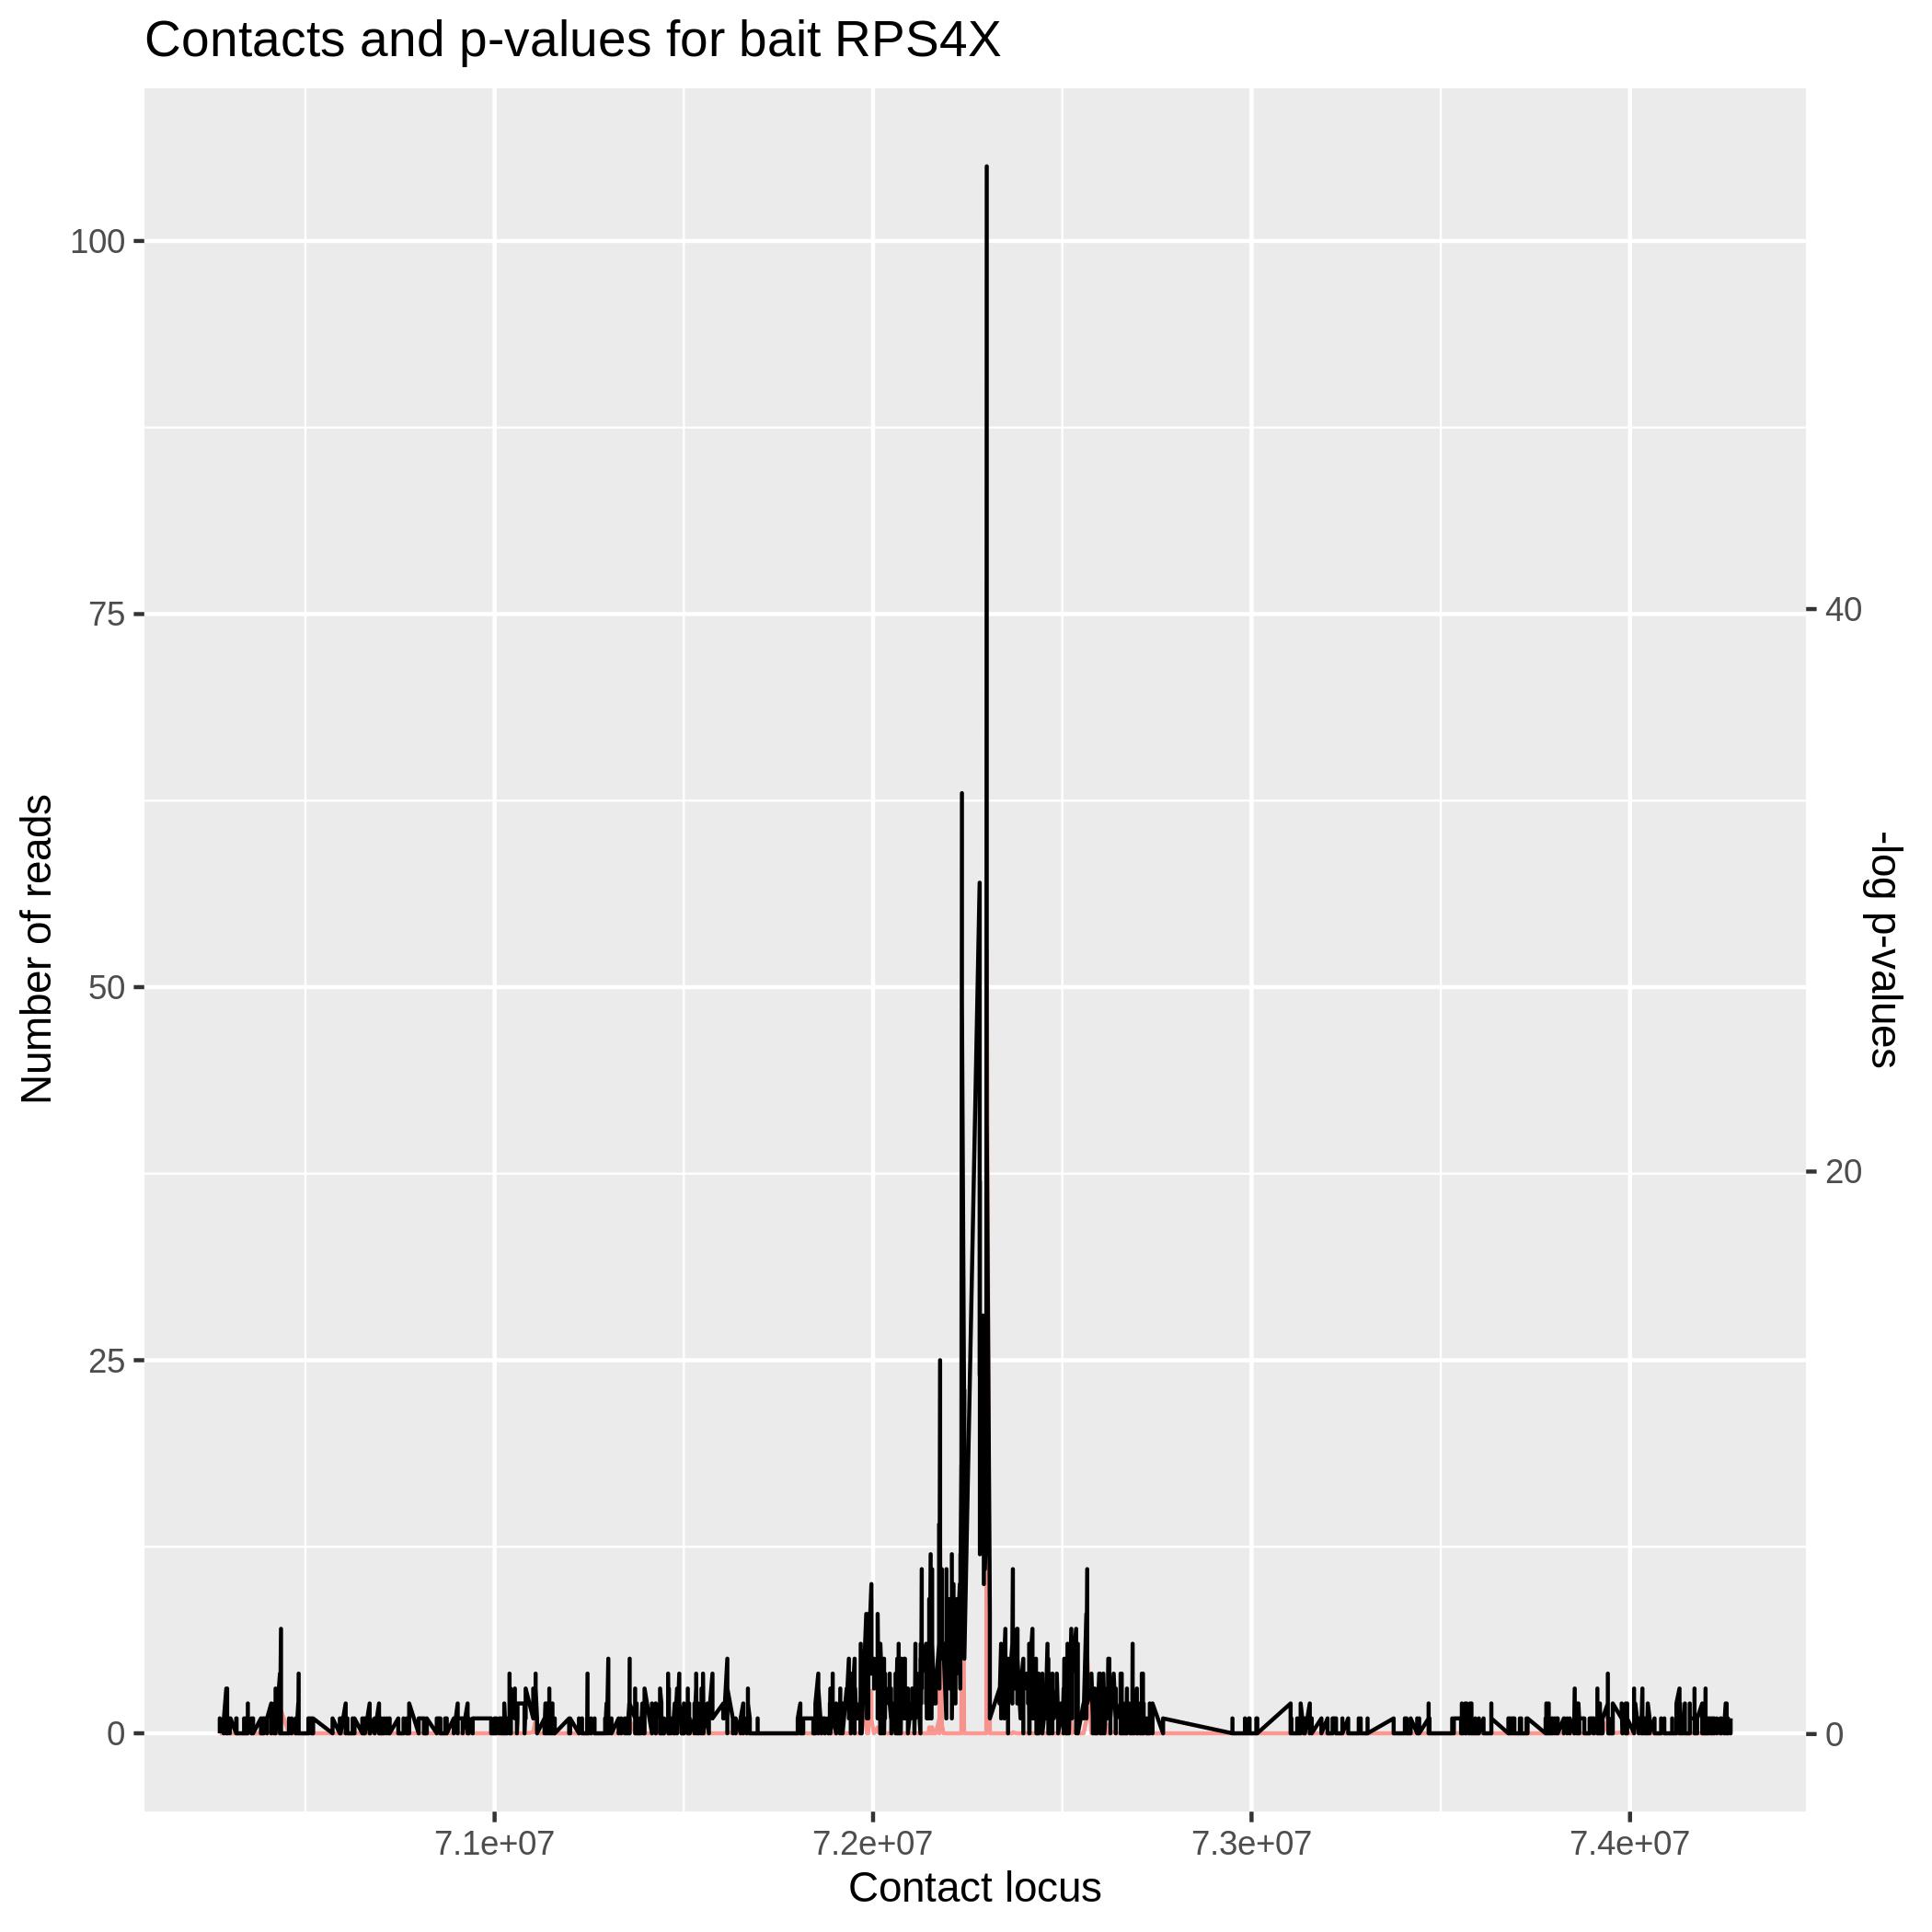 Contacts and p-values for bait RPS4X
100
75
50
25
0
Number of reads
40
20
0
-log p-values
7.1e+07 7.2e+07 7.3e+07 7.4e+07
Contact locus